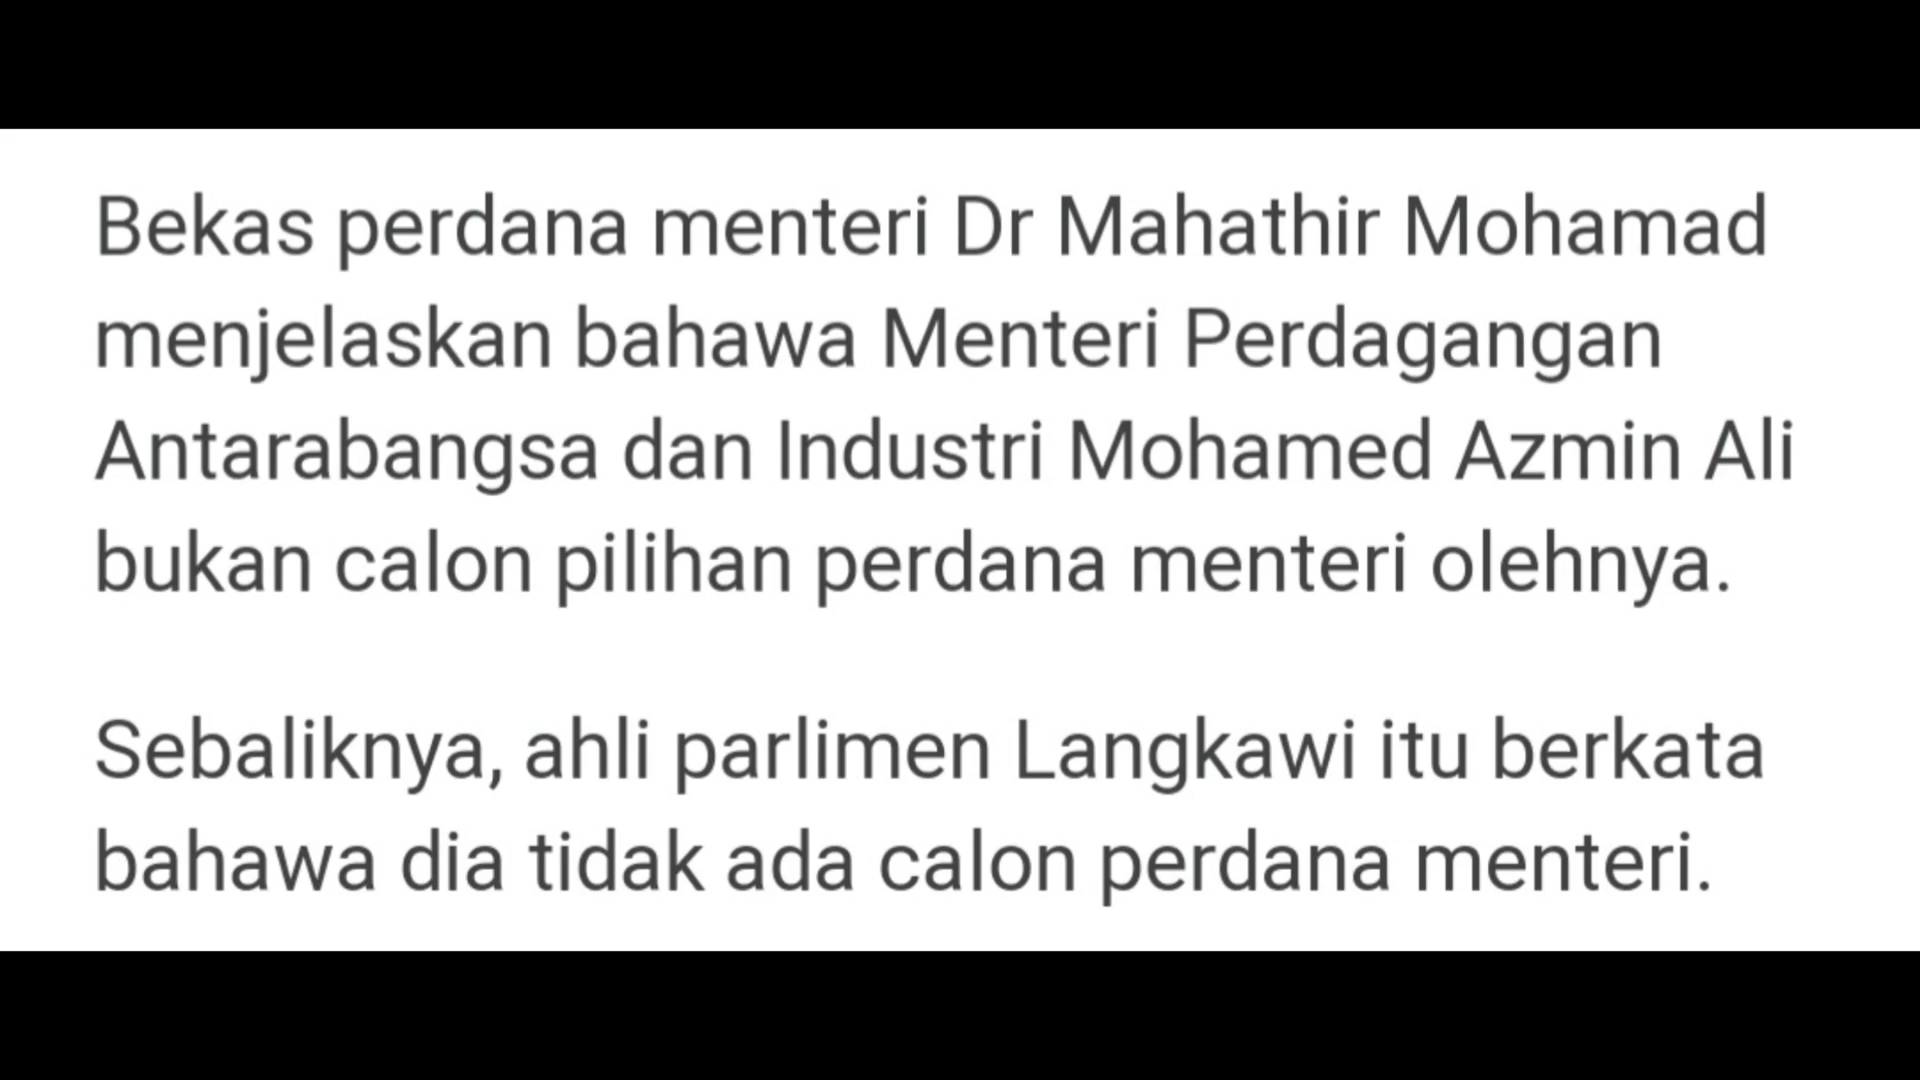 Bekas perdana menteri Dr Mahathir Mohamad
menjelaskan bahawa Menteri Perdagangan
Antarabangsa dan Industri Mohamed Azmin Ali
bukan calon pilihan perdana menteri olehnya.
Sebaliknya, ahli parlimen Langkawi itu berkata
bahawa dia tidak ada calon perdana menteri.